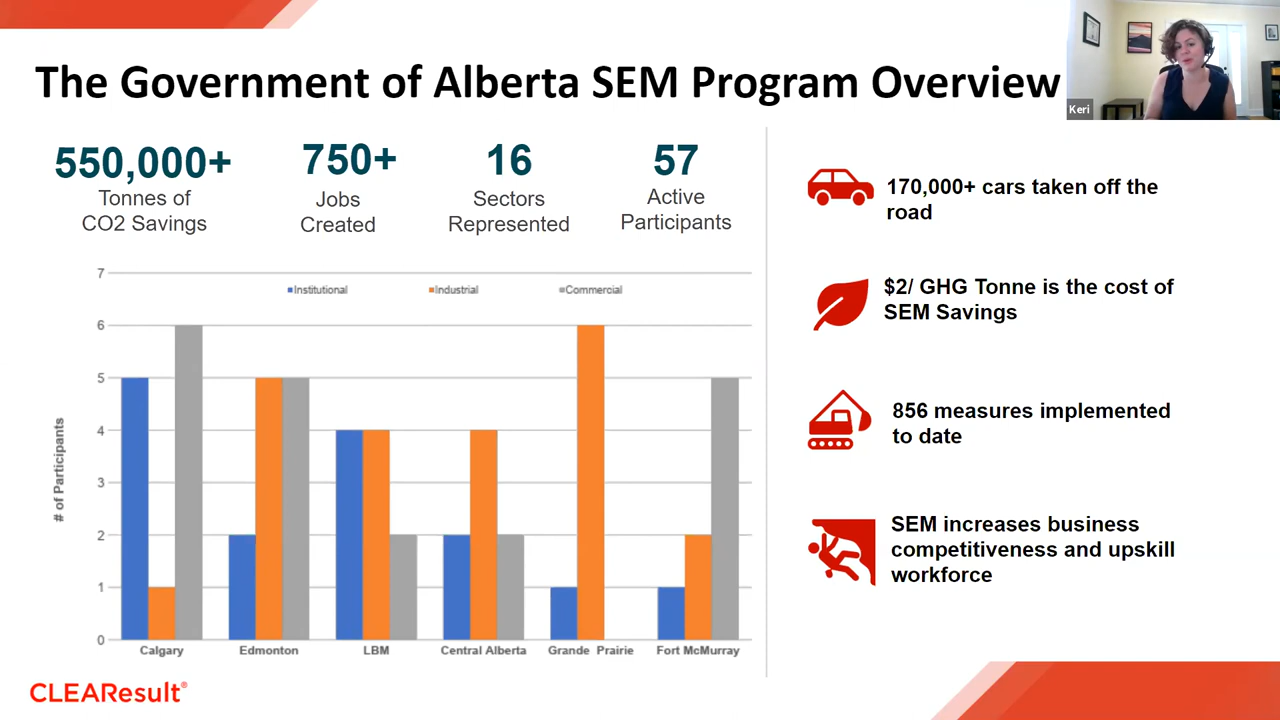 The Government of Alberta SEM Program Overview
Keri
550,000+
Tonnes of
CO2 Savings
750+
Jobs
Created
16
Sectors
Represented
57
Active
Participants
170,000+ cars taken off the
road
$2/ GHG Tonne is the cost of
SEM Savings
856 measures implemented
to date
SEM increases business
competitiveness and upskill
workforce
Institutional
Industrial
Commercial
# of Participants
7
6
5
4
3
2
1
0
Calgary
Edmonton
LBM
Central Alberta
Grande Prairie
Fort McMurray
CLEAResult®